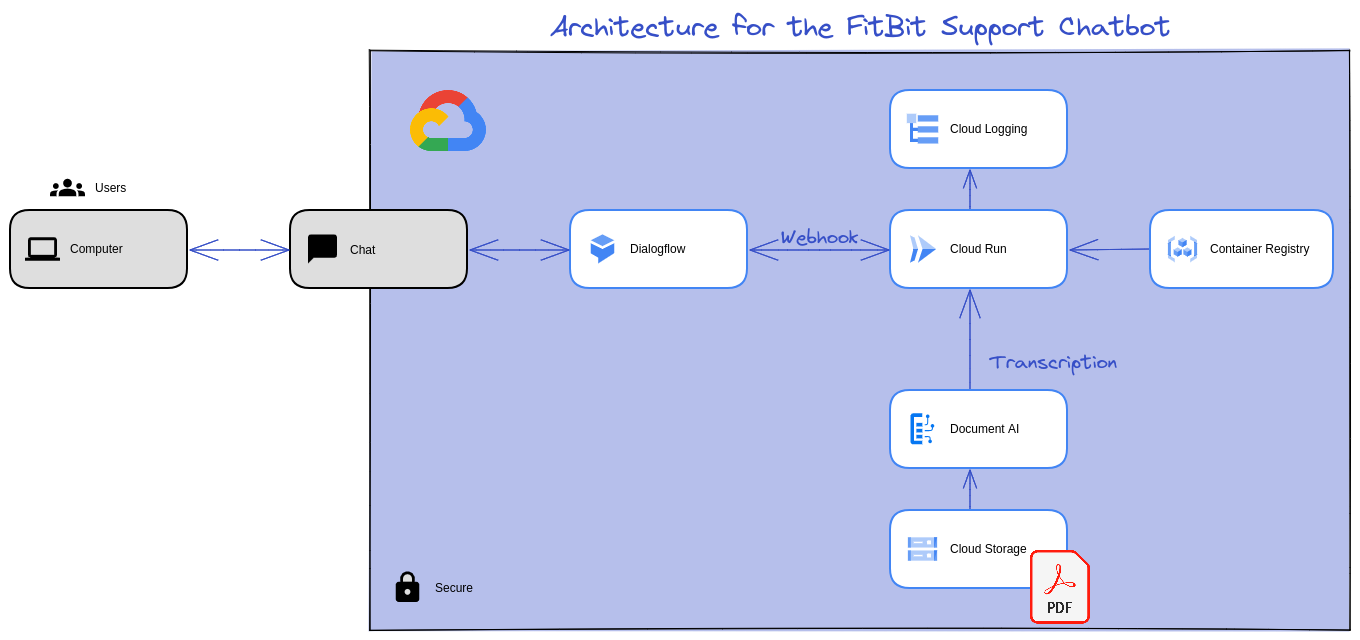 Architecture for the FitBit Support Chatbot
Cloud Logging
Users
Computer
Chat
Dialogflow
Webhook
Cloud Run
Container Registry
Transcription
Document AI
Cloud Storage
PDF
Secure